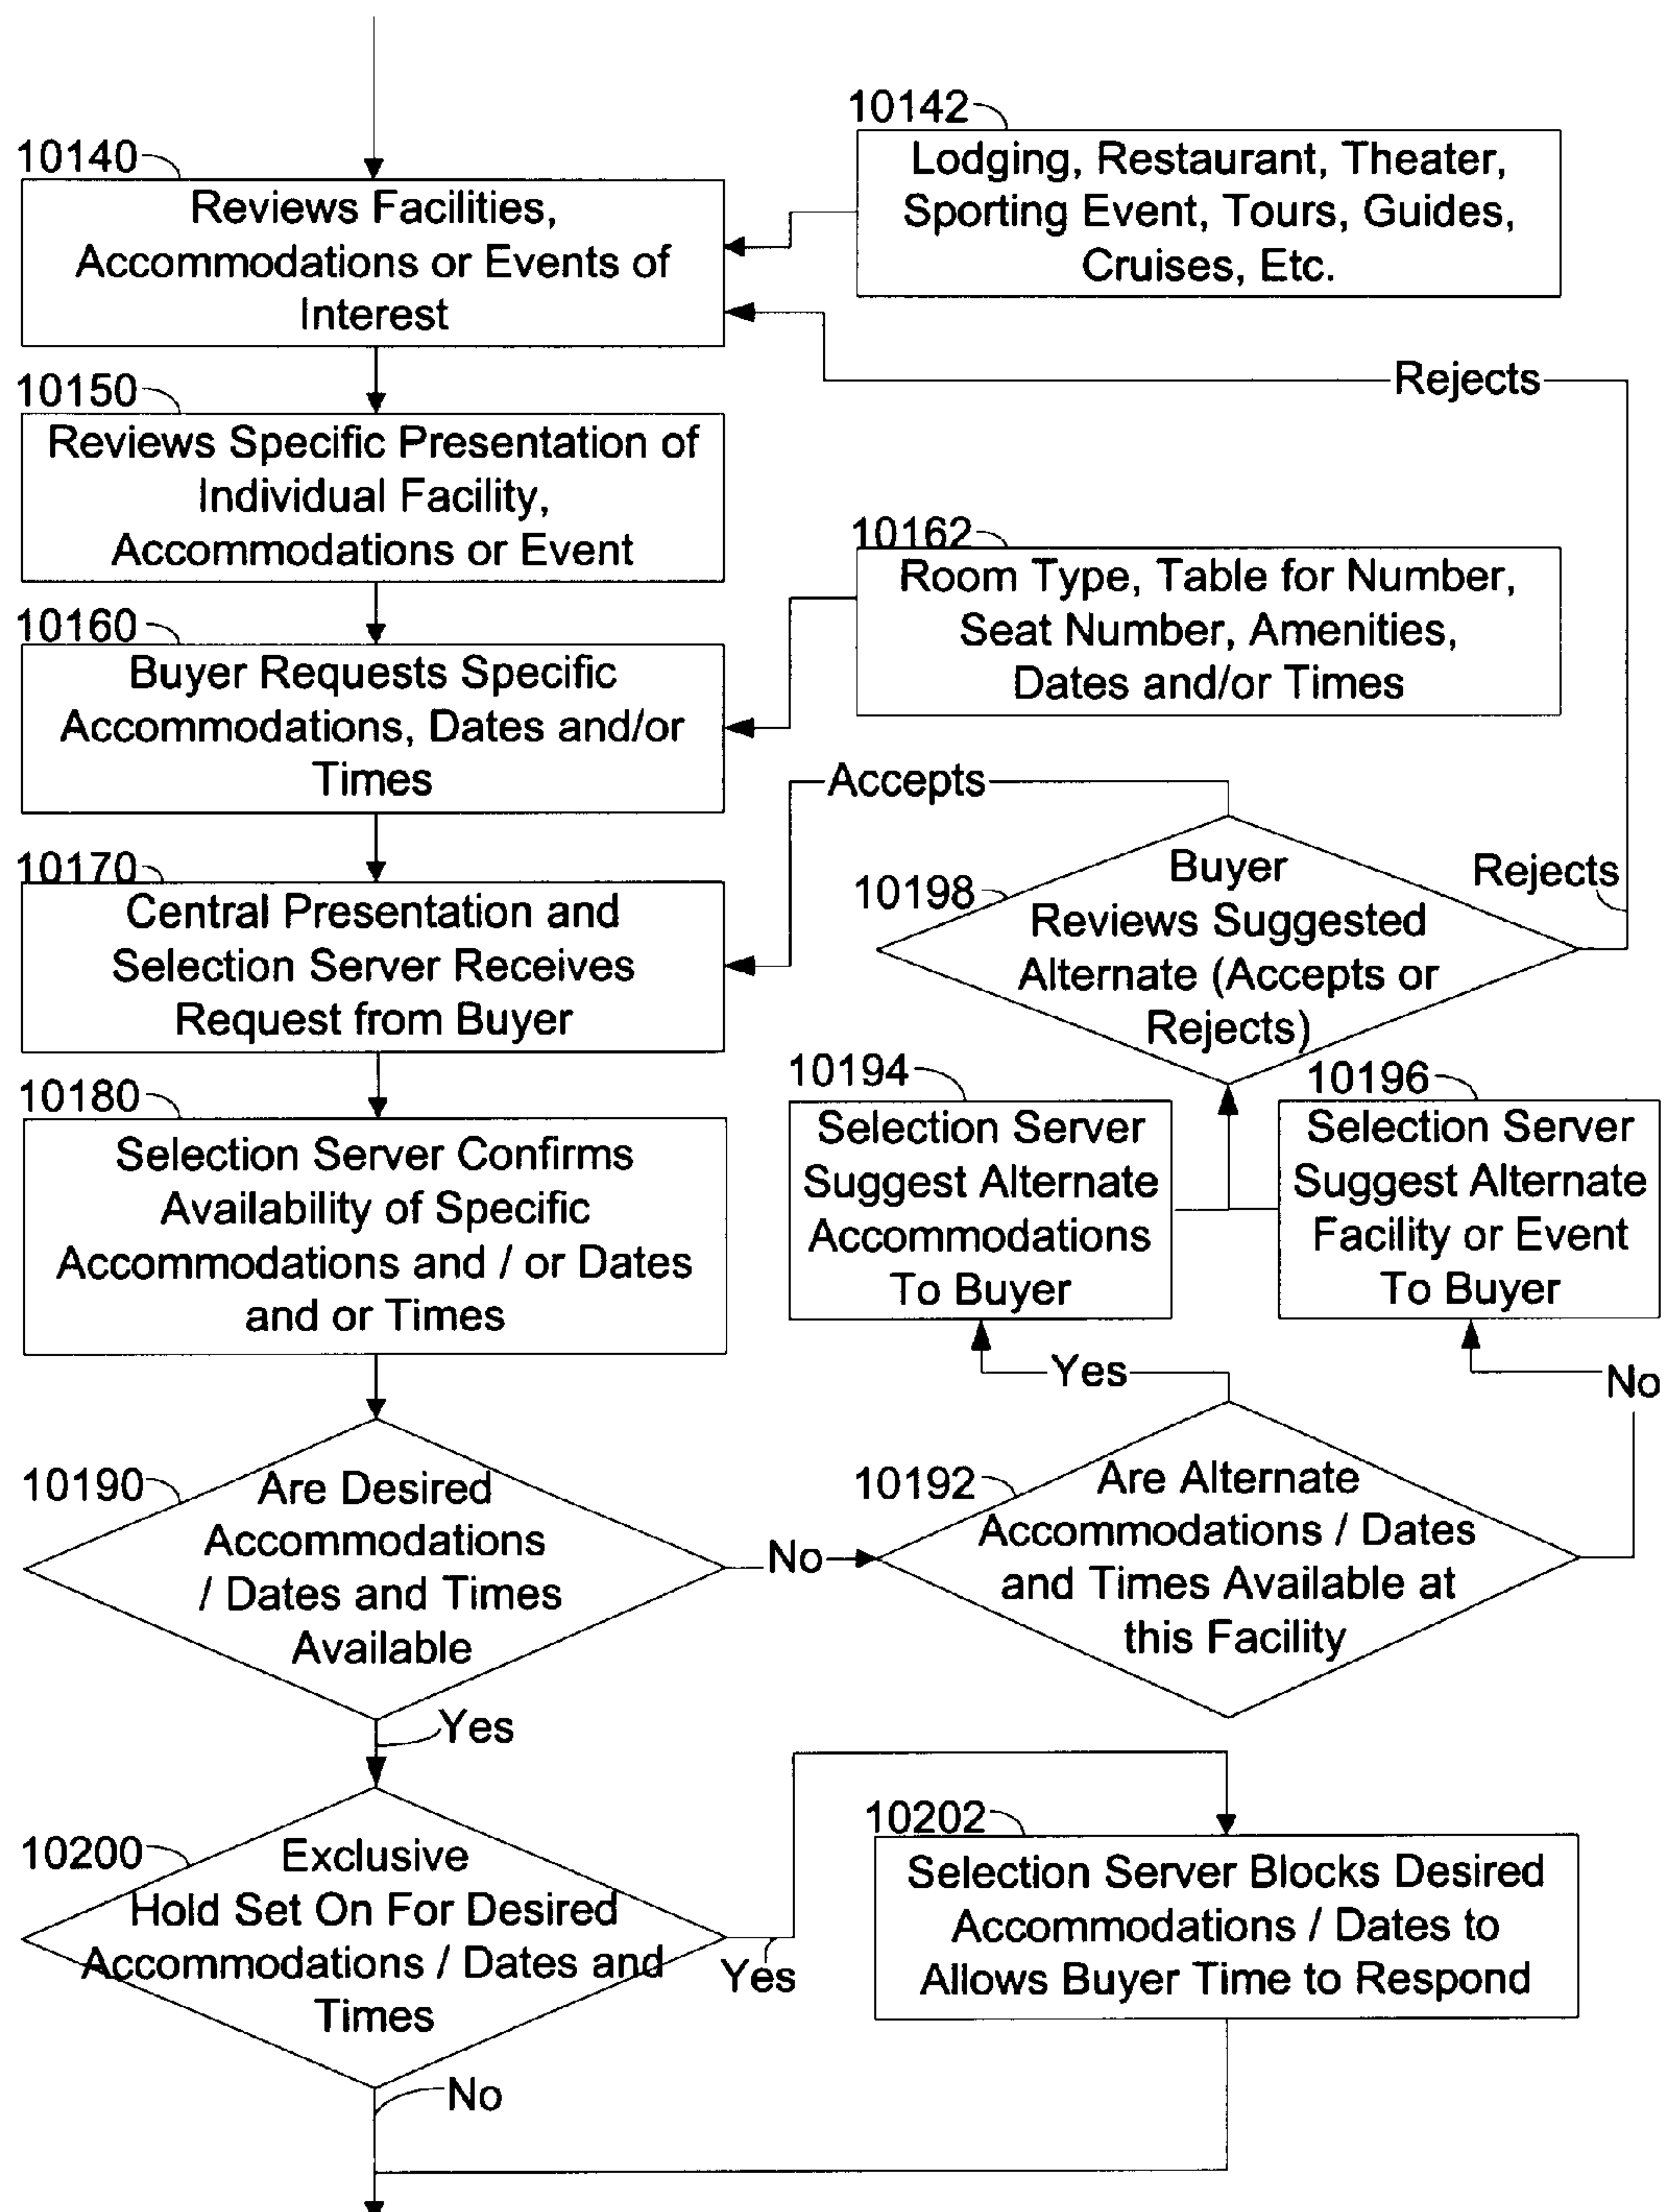 10142
Lodging, Restaurant, Theater,
Sporting Event, Tours, Guides,
Cruises, Etc.
10140
Reviews Facilities,
Accommodations or Events of
Interest
Rejects
10150
Reviews Specific Presentation of
Individual Facility,
Accommodations or Event
10162
Room Type, Table for Number,
Seat Number, Amenities,
Dates and/or Times
10160
Buyer Requests Specific
Accommodations, Dates and/or
Times
Accepts
10170
Central Presentation and
Selection Server Receives
Request from Buyer
10198
Buyer
Reviews Suggested
Alternate (Accepts or
Rejects)
Rejects
10180
Selection Server Confirms
Availability of Specific
Accommodations and / or Dates
and or Times
10194
Selection Server
Suggest Alternate
Accommodations
To Buyer
10196
Selection Server
Suggest Alternate
Facility or Event
To Buyer
Yes
No
10190
Are Desired
Accommodations
/ Dates and Times
Available
No
10192
Are Alternate
Accommodations / Dates
and Times Available at
this Facility
Yes
10200
Exclusive
Hold Set On For Desired
Accommodations / Dates and
Times
Yes
10202
Selection Server Blocks Desired
Accommodations / Dates to
Allows Buyer Time to Respond
No